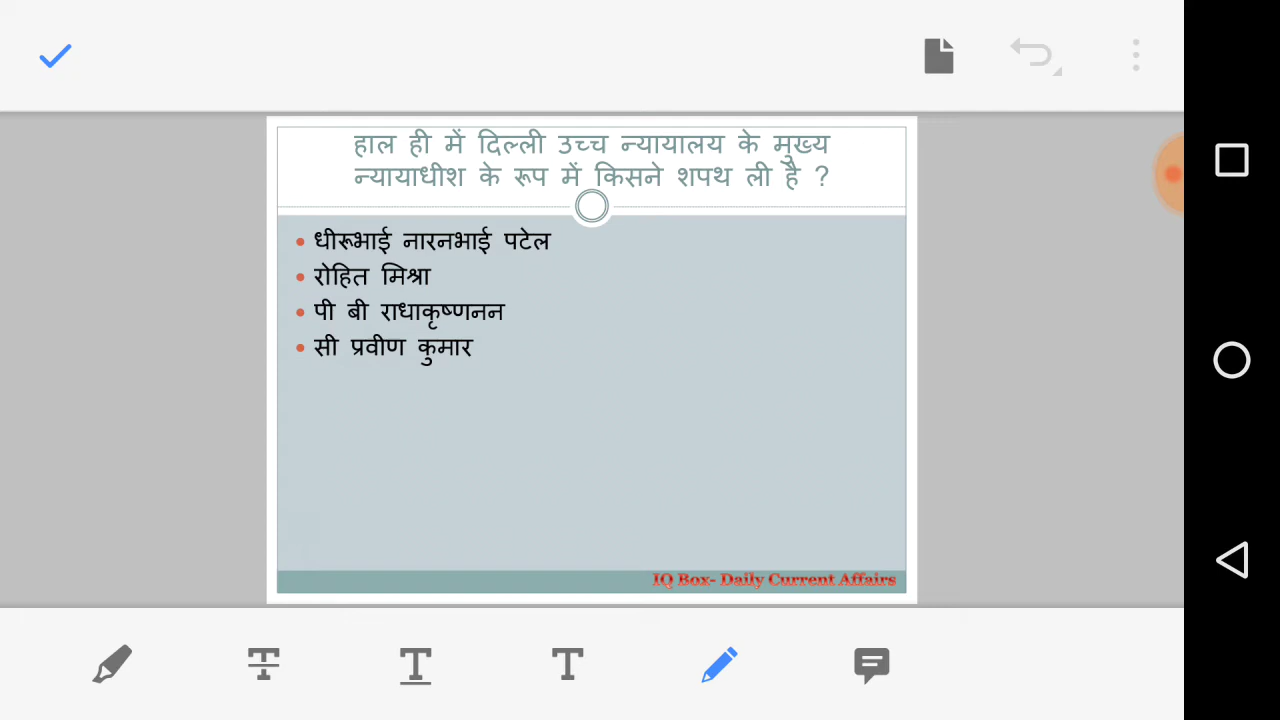 हाल ही में दिल्ली उच्च न्यायालय के मुख्य
न्यायाधीश के रूप में किसने शपथ ली है ?
धीरूभाई नारनभाई पटेल
रोहित मिश्रा
पी बी राधाकृष्णनन
सी प्रवीण कुमार
IQ Box- Daily Current Affairs